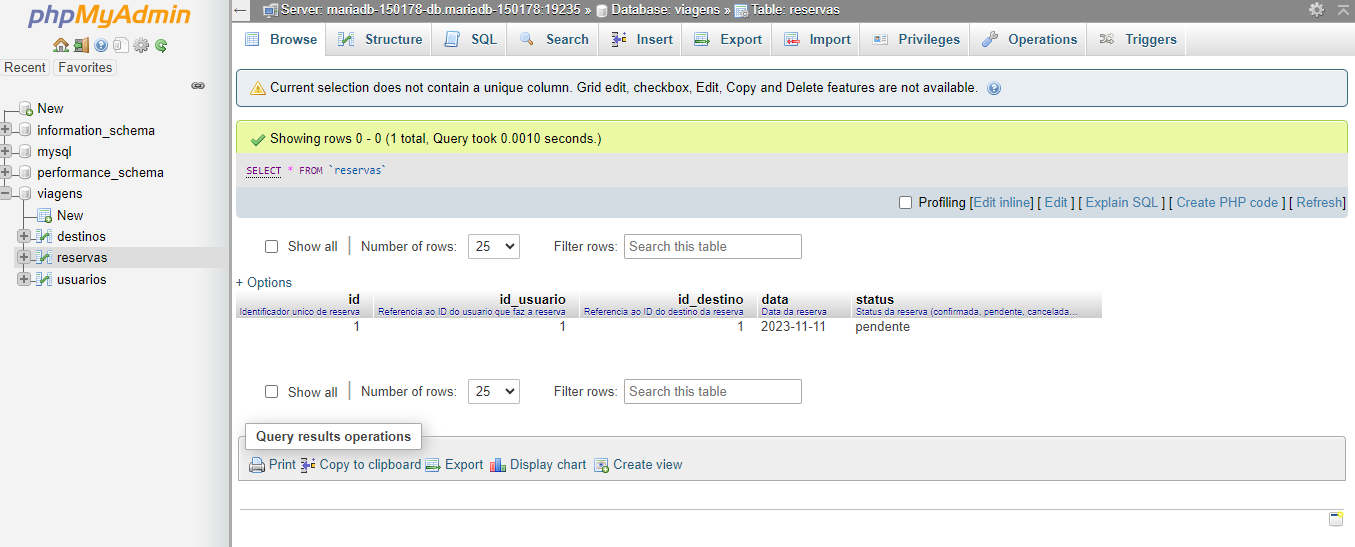 phpMyAdmin
Recent Favorites
New
information_schema
mysql
performance_schema
viagens
New
destinos
reservas
usuarios
Server: mariadb-150178-db.mariadb-150178:19235 » Database: viagens » Table: reservas
Browse Structure SQL Search Insert Export Import Privileges Operations Triggers
Current selection does not contain a unique column. Grid edit, checkbox, Edit, Copy and Delete features are not available.
Showing rows 0 - 0 (1 total, Query took 0.0010 seconds.)
SELECT * FROM `reservas`
Profiling [Edit inline] [ Edit ] [ Explain SQL ] [ Create PHP code ] [ Refresh]
Show all | Number of rows: 25 Filter rows: Search this table
+ Options
id id_usuario id_destino data status
Identificador unico de reserva Referencia ao ID do usuario que faz a reserva Referencia ao ID do destino da reserva Data da reserva Status da reserva (confirmada, pendente, cancelada...
1 1 1 2023-11-11 pendente
Show all | Number of rows: 25 Filter rows: Search this table
Query results operations
Print Copy to clipboard Export Display chart Create view